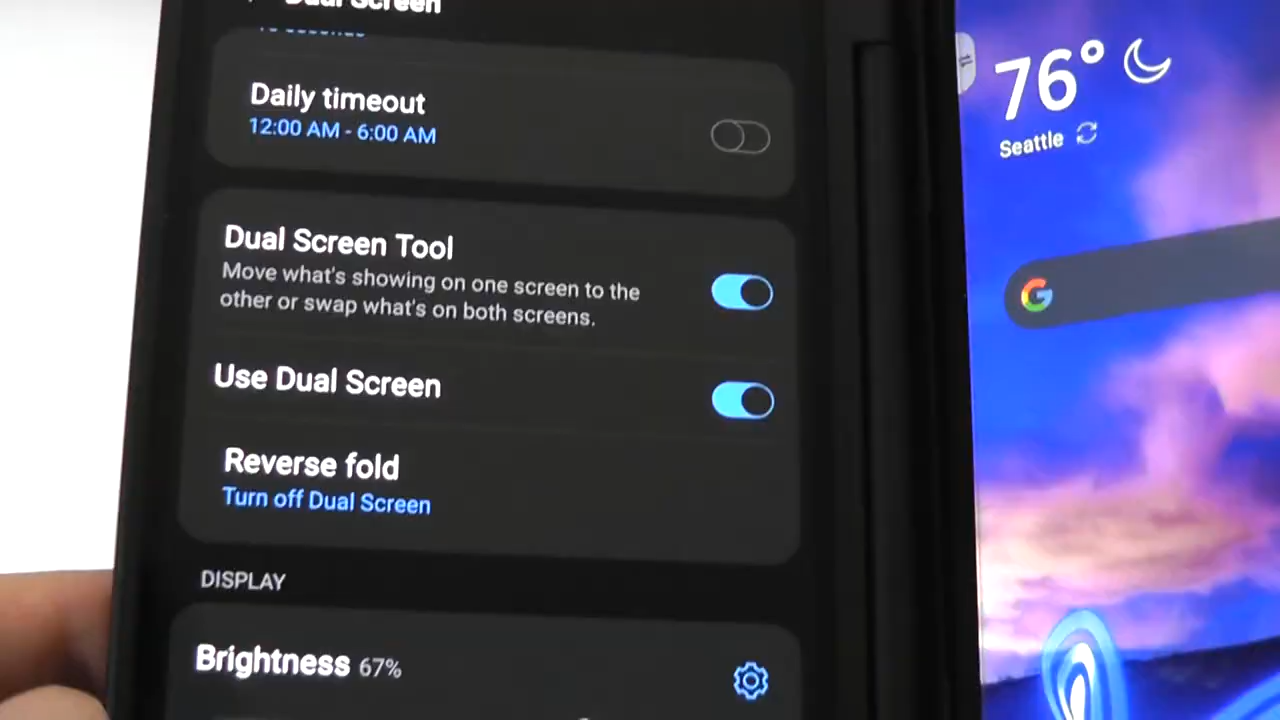 Dual Screen
Daily timeout
12:00 AM - 6:00 AM
Dual Screen Tool
Move what's showing on one screen to the
other or swap what's on both screens.
Use Dual Screen
Reverse fold
Turn off Dual Screen
DISPLAY
Brightness 67%
76°
Seattle
G